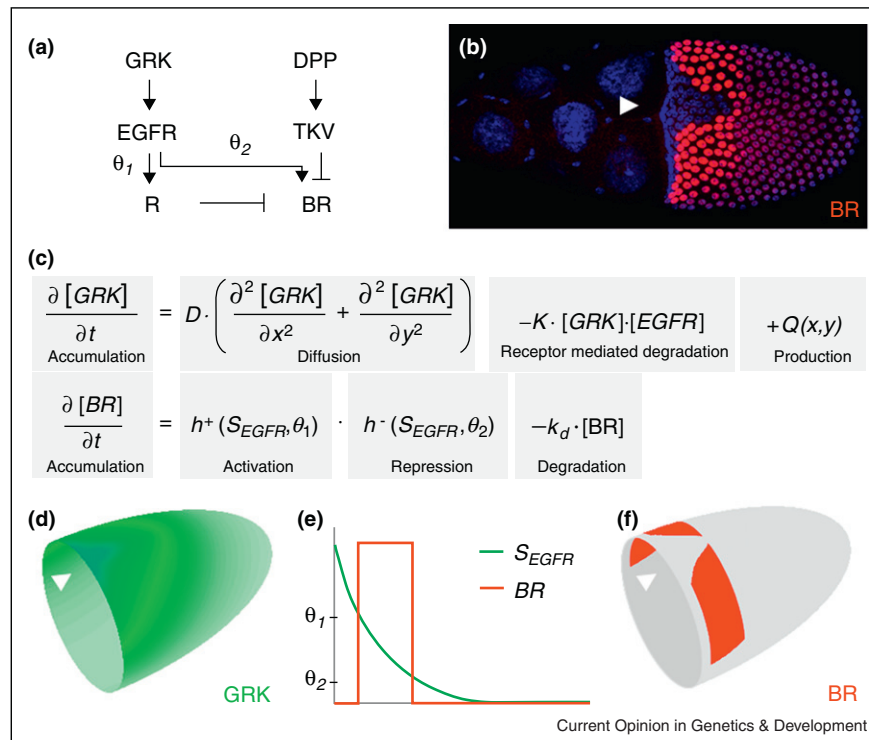 (a)
GRK DPP
EGFR TKV
θ1 θ2
R BR
(b)
BR
(c)
∂ [GRK] / ∂t = D · ( ∂² [GRK] / ∂x² + ∂² [GRK] / ∂y² ) −K · [GRK]·[EGFR] +Q(x,y)
Accumulation Diffusion Receptor mediated degradation Production
∂ [BR] / ∂t = h⁺ (S_EGFR, θ1) · h⁻ (S_EGFR, θ2) −k_d · [BR]
Accumulation Activation Repression Degradation
(d)
GRK
(e)
S_EGFR
BR
θ1
θ2
(f)
BR
Current Opinion in Genetics & Development